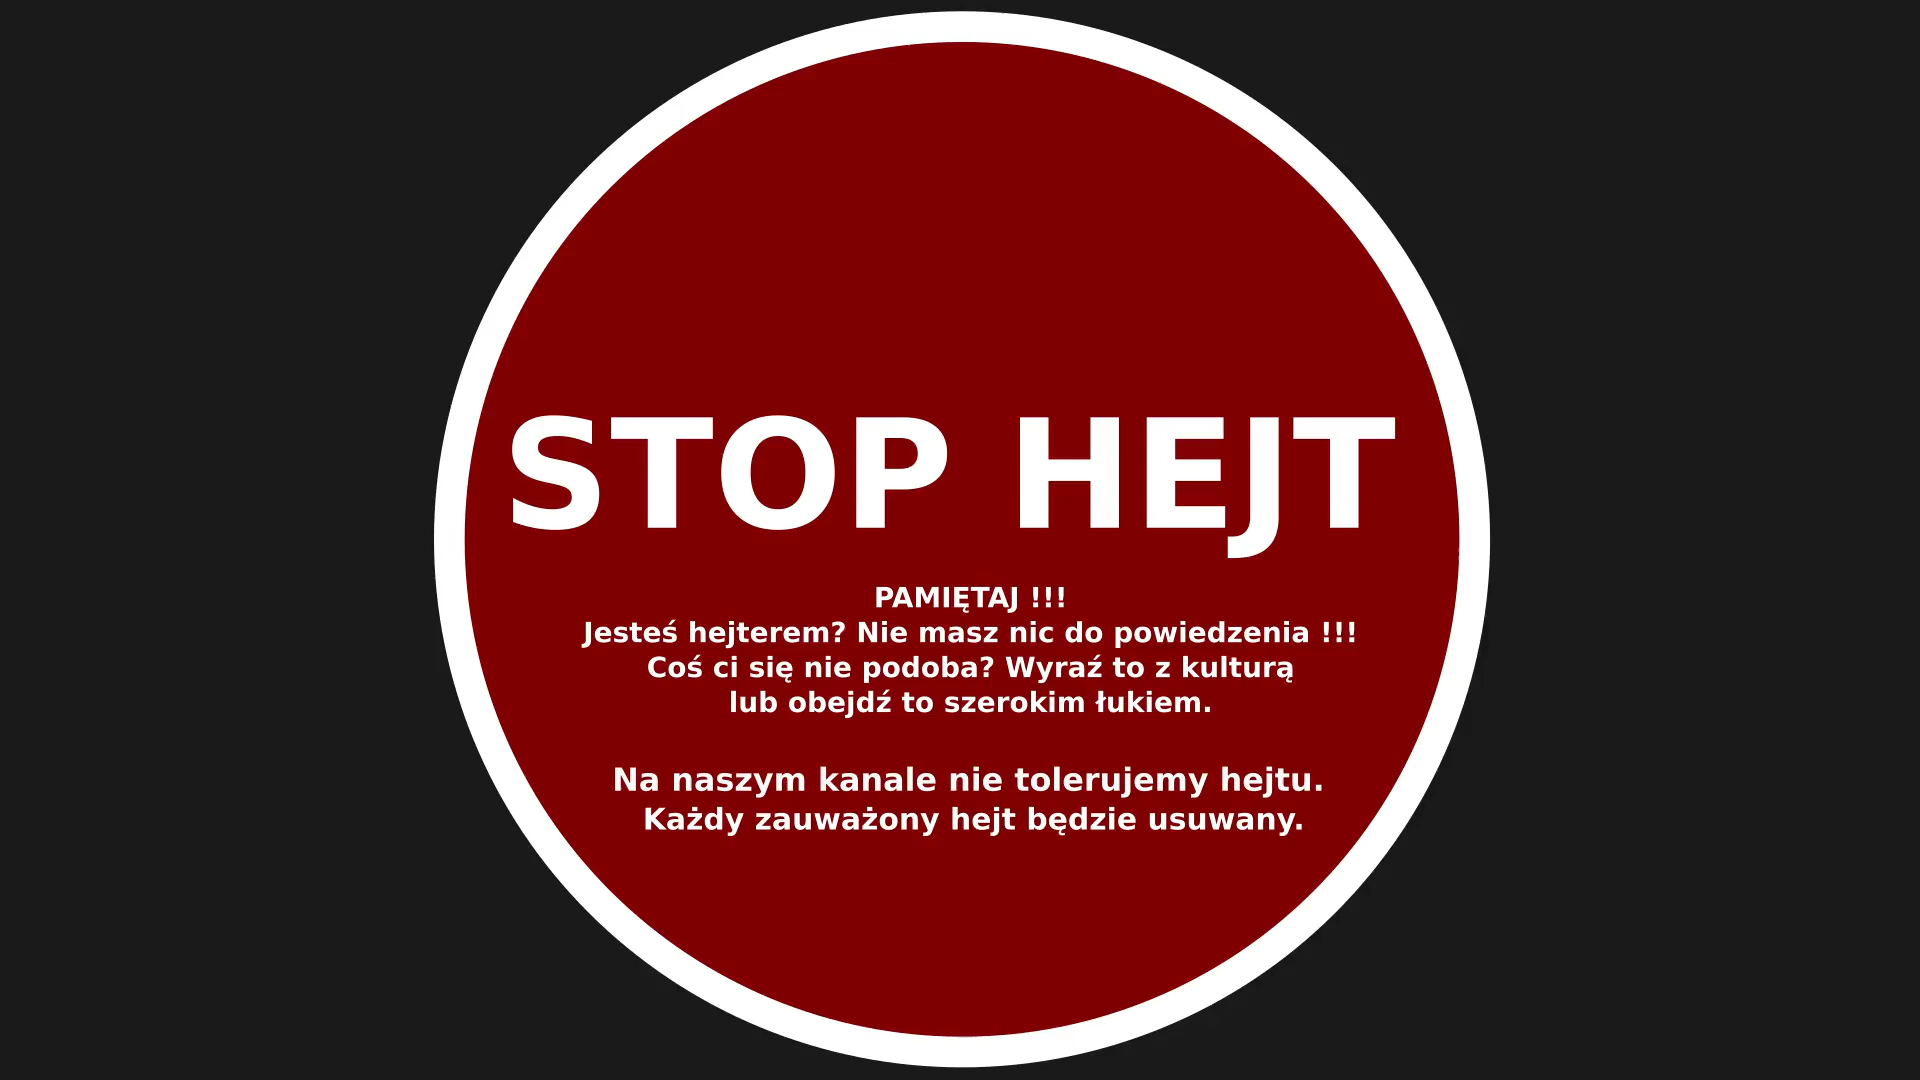 STOP HEJT
PAMIĘTAJ !!!
Jesteś hejterem? Nie masz nic do powiedzenia !!!
Coś ci się nie podoba? Wyraź to z kulturą
lub obejdź to szerokim łukiem.
Na naszym kanale nie tolerujemy hejtu.
Każdy zauważony hejt będzie usuwany.